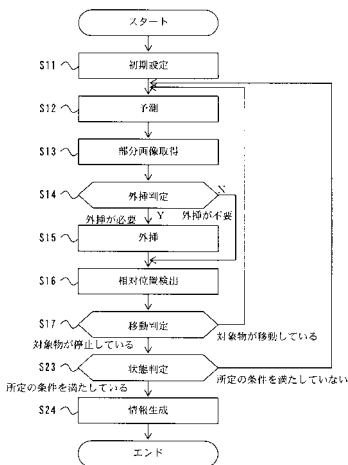 スタート
S11 初期設定
S12 予測
S13 部分画像取得
S14 外挿判定 N
外挿が必要 Y 外挿が不要
S15 外挿
S16 相対位置検出
S17 移動判定
対象物が停止している 対象物が移動している
S23 状態判定
所定の条件を満たしている 所定の条件を満たしていない
S24 情報生成
エンド